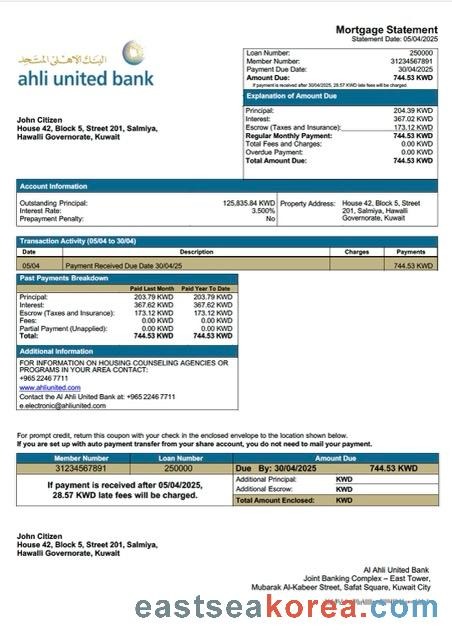 Mortgage Statement
Statement Date: 05/04/2025
البنك الأهلي المتحد
ahli united bank
Loan Number: 250000
Member Number: 31234567891
Payment Due Date: 30/04/2025
Amount Due: 744.53 KWD
If payment is received after 30/04/2025, 28.57 KWD late fees will be charged.
Explanation of Amount Due
Principal: 204.39 KWD
Interest: 367.02 KWD
Escrow (Taxes and Insurance): 173.12 KWD
Regular Monthly Payment: 744.53 KWD
Total Fees and Charges: 0.00 KWD
Overdue Payment: 0.00 KWD
Total Amount Due: 744.53 KWD
John Citizen
House 42, Block 5, Street 201, Salmiya,
Hawalli Governorate, Kuwait
Account Information
Outstanding Principal: 125,835.84 KWD
Interest Rate: 3.500%
Prepayment Penalty: No
Property Address: House 42, Block 5, Street
201, Salmiya, Hawalli
Governorate, Kuwait
Transaction Activity (05/04 to 30/04)
Date Description Charges Payments
05/04 Payment Received Due Date 30/04/25 744.53 KWD
Past Payments Breakdown
Paid Last Month Paid Year To Date
Principal: 203.79 KWD 203.79 KWD
Interest: 367.62 KWD 367.62 KWD
Escrow (Taxes and Insurance): 173.12 KWD 173.12 KWD
Fees: 0.00 KWD 0.00 KWD
Partial Payment (Unapplied): 0.00 KWD 0.00 KWD
Total: 744.53 KWD 744.53 KWD
Additional Information
FOR INFORMATION ON HOUSING COUNSELING AGENCIES OR
PROGRAMS IN YOUR AREA CONTACT:
+965 2246 7711
www.ahliunited.com
Contact the Al Ahli United Bank at: +965 2246 7711
e.electronic@ahliunited.com
For prompt credit, return this coupon with your check in the enclosed envelope to the location shown below.
If you are set up with auto payment transfer from your share account, you do not need to mail your payment.
Member Number Loan Number Amount Due
31234567891 250000 Due By: 30/04/2025 744.53 KWD
If payment is received after 05/04/2025,
28.57 KWD late fees will be charged.
Additional Principal: KWD
Additional Escrow: KWD
Total Amount Enclosed: KWD
John Citizen
House 42, Block 5, Street 201, Salmiya,
Hawalli Governorate, Kuwait
Al Ahli United Bank
Joint Banking Complex – East Tower,
Mubarak Al-Kabeer Street, Safat Square, Kuwait City
eastseakorea.com